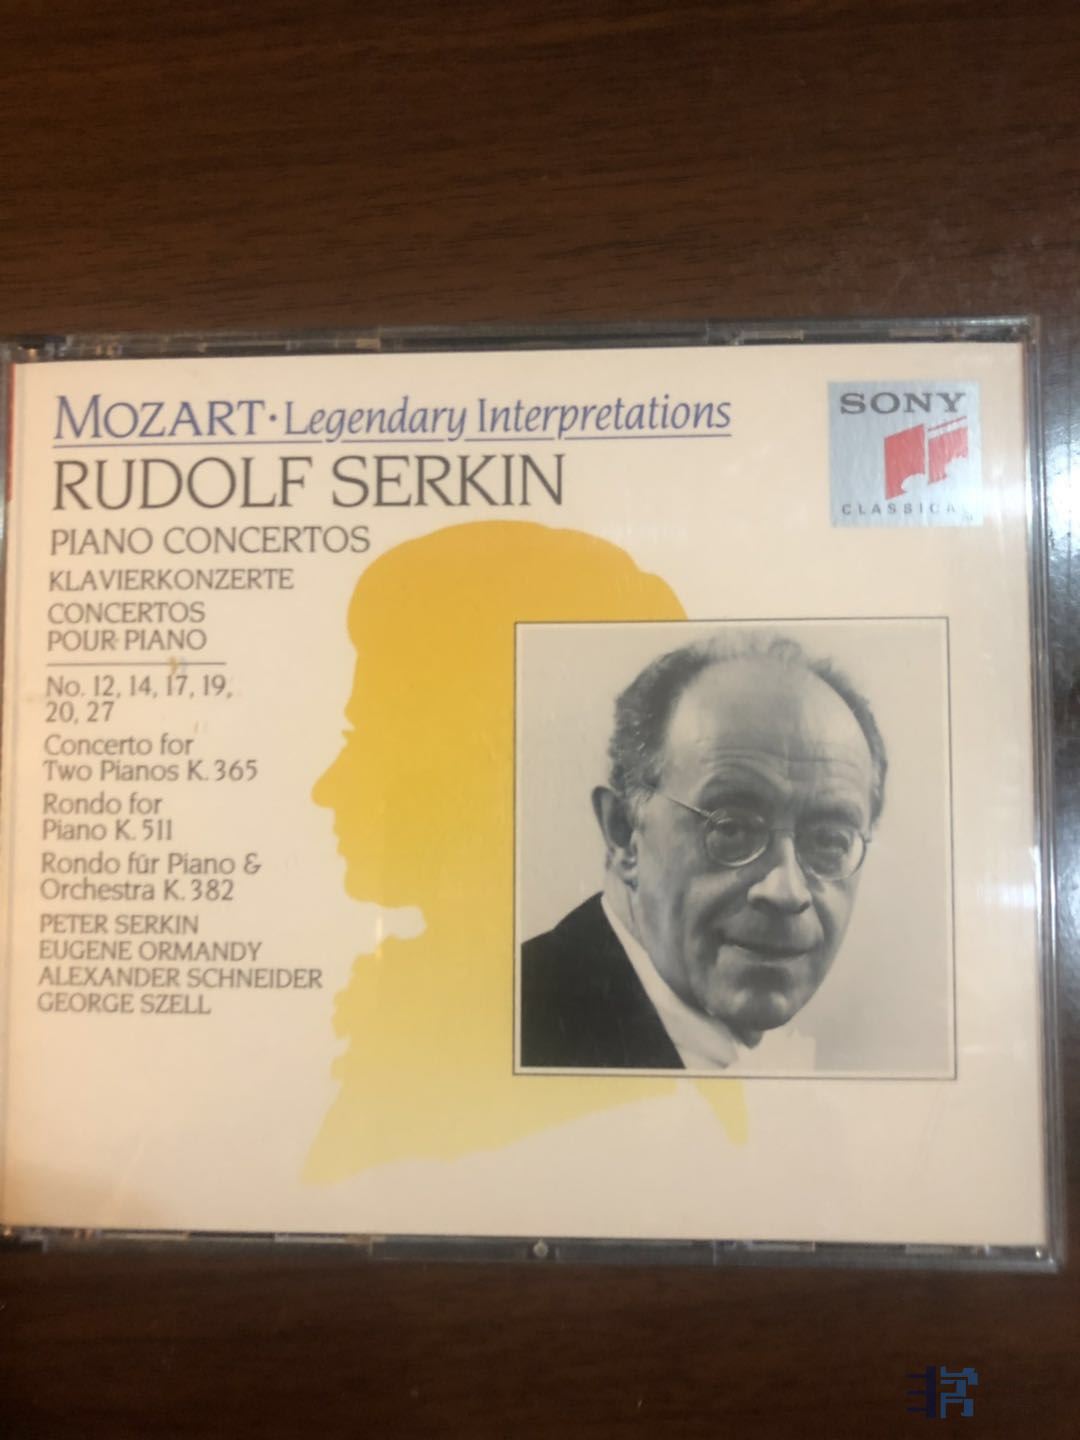 MOZART · Legendary Interpretations
RUDOLF SERKIN
PIANO CONCERTOS
KLAVIERKONZERTE
CONCERTOS
POUR PIANO
No. 12, 14, 17, 19,
20, 27
Concerto for
Two Pianos K. 365
Rondo for
Piano K. 511
Rondo für Piano &
Orchestra K. 382
PETER SERKIN
EUGENE ORMANDY
ALEXANDER SCHNEIDER
GEORGE SZELL
SONY
CLASSICAL